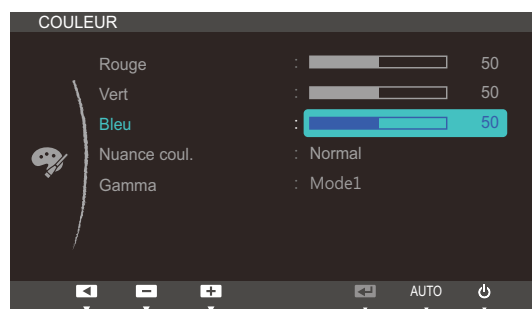 COULEUR
Rouge : 50
Vert : 50
Bleu : 50
Nuance coul. : Normal
Gamma : Mode1
AUTO